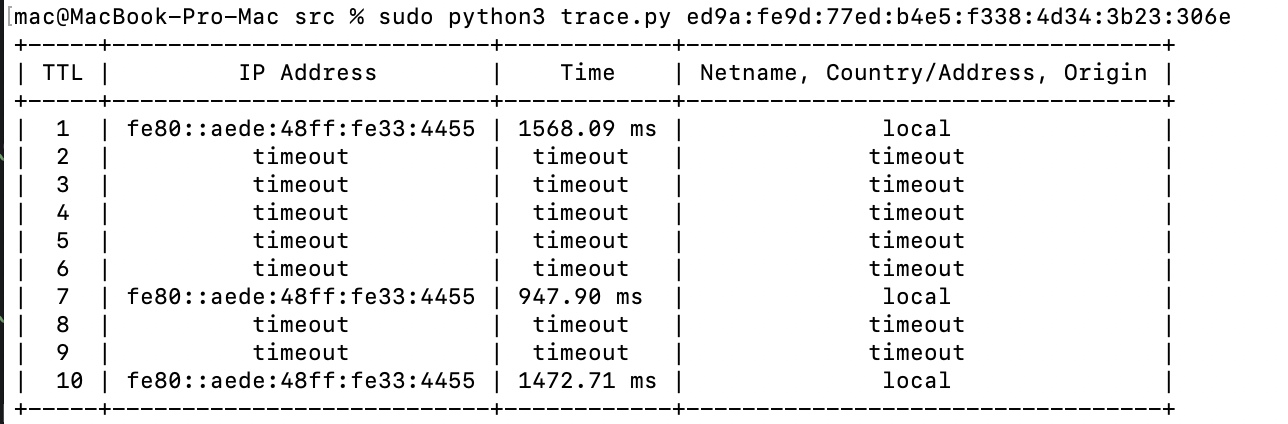 [mac@MacBook-Pro-Mac src % sudo python3 trace.py ed9a:fe9d:77ed:b4e5:f338:4d34:3b23:306e
+-----+---------------------------+------------+----------------------------------+
| TTL | IP Address | Time | Netname, Country/Address, Origin |
+-----+---------------------------+------------+----------------------------------+
| 1 | fe80::aede:48ff:fe33:4455 | 1568.09 ms | local |
| 2 | timeout | timeout | timeout |
| 3 | timeout | timeout | timeout |
| 4 | timeout | timeout | timeout |
| 5 | timeout | timeout | timeout |
| 6 | timeout | timeout | timeout |
| 7 | fe80::aede:48ff:fe33:4455 | 947.90 ms | local |
| 8 | timeout | timeout | timeout |
| 9 | timeout | timeout | timeout |
| 10 | fe80::aede:48ff:fe33:4455 | 1472.71 ms | local |
+-----+---------------------------+------------+----------------------------------+